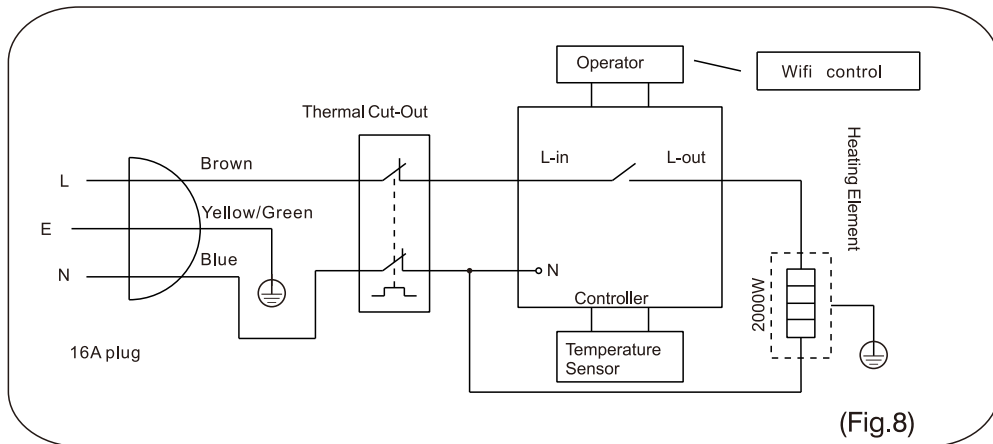 Operator
Wifi control
Thermal Cut-Out
L
Brown
L-in
L-out
Heating Element
E
Yellow/Green
N
Blue
N
Controller
2000W
16A plug
Temperature
Sensor
(Fig.8)